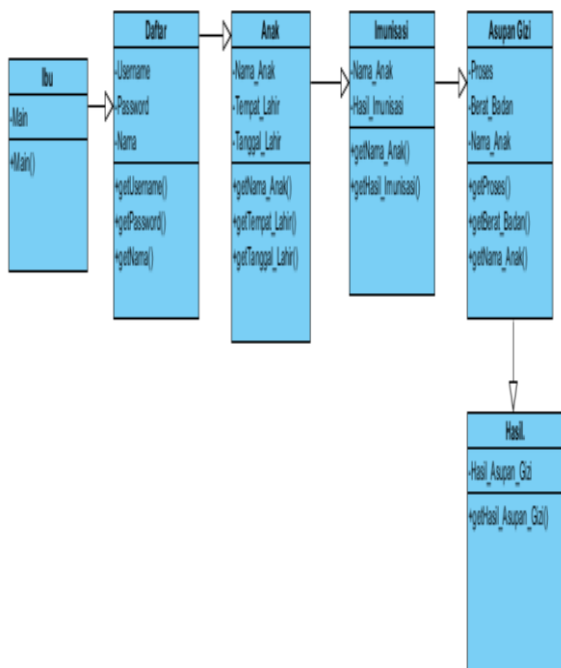 Ibu
-Main
+Main()
Daftar
-Username
-Password
-Nama
+getUsername()
+getPassword()
+getNama()
Anak
-Nama_Anak
-Tempat_Lahir
-Tanggal_Lahir
+getNama_Anak()
+getTempat_Lahir()
+getTanggal_Lahir()
Imunisasi
-Nama_Anak
-Hasil_Imunisasi
+getNama_Anak()
+getHasil_Imunisasi()
Asupan Gizi
-Proses
-Berat_Badan
-Nama_Anak
+getProses()
+getBerat_Badan()
+getNama_Anak()
Hasil.
-Hasil_Asupan_Gizi
+getHasil_Asupan_Gizi()